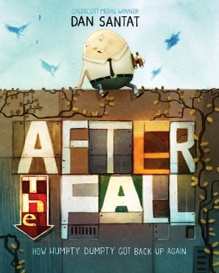 CALDECOTT MEDAL WINNER
DAN SANTAT
AFTER
The
FALL
HOW HUMPTY DUMPTY GOT BACK UP AGAIN